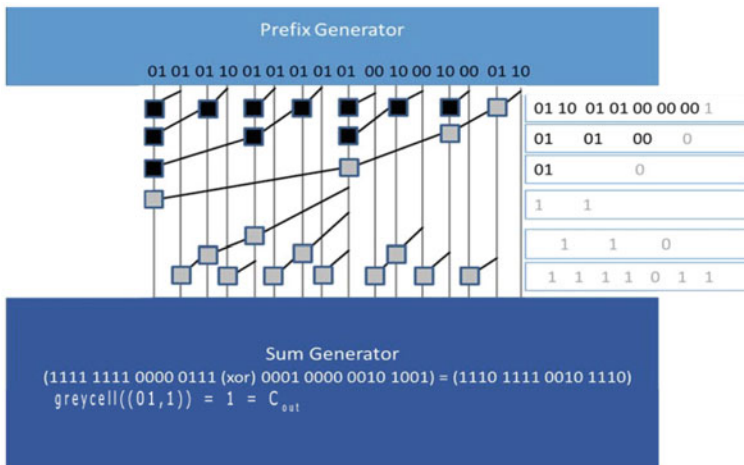 Prefix Generator
01 01 01 10 01 01 01 01 01 00 10 00 10 00 01 10
01 10 01 01 00 00 00 1
01 01 00 0
01 0
1 1
1 1 0
1 1 1 1 0 1 1
Sum Generator
(1111 1111 0000 0111 (xor) 0001 0000 0010 1001) = (1110 1111 0010 1110)
greycell((01,1)) = 1 = Cout